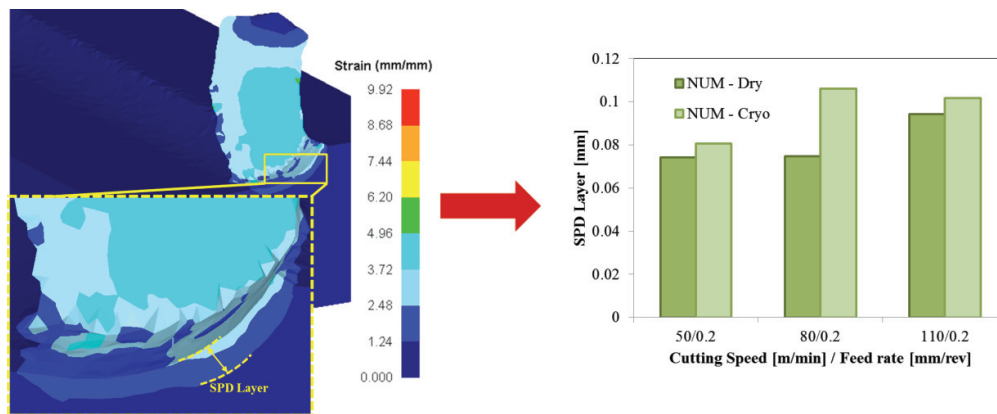 Strain (mm/mm)
9.92
8.68
7.44
6.20
4.96
3.72
2.48
1.24
0.000
SPD Layer
0.12
0.1
0.08
0.06
0.04
0.02
0
SPD Layer [mm]
NUM - Dry
NUM - Cryo
50/0.2 80/0.2 110/0.2
Cutting Speed [m/min] / Feed rate [mm/rev]